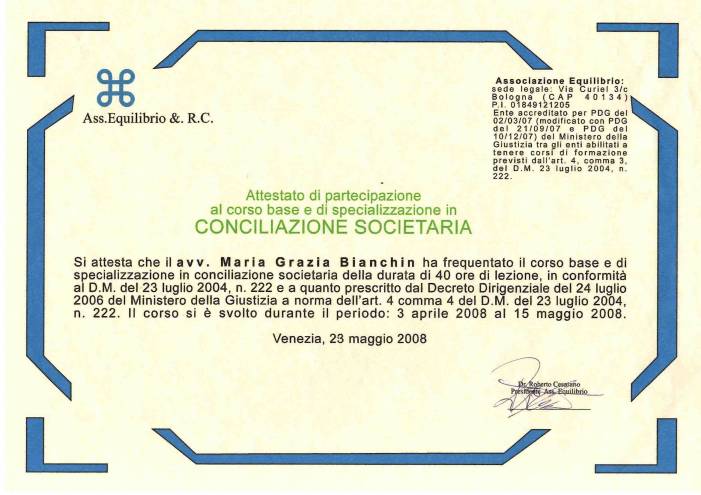 Ass.Equilibrio &. R.C.
Associazione Equilibrio:
sede legale: Via Curiel 3/c
Bologna (CAP 40134)
P.I. 01849121205
Ente accreditato per PDG del
02/03/07 (modificato con PDG
del 21/09/07 e PDG del
10/12/07) del Ministero della
Giustizia tra gli enti abilitati a
tenere corsi di formazione
previsti dall'art. 4, comma 3,
del D.M. 23 luglio 2004, n.
222.
Attestato di partecipazione
al corso base e di specializzazione in
CONCILIAZIONE SOCIETARIA
Si attesta che il avv. Maria Grazia Bianchin ha frequentato il corso base e di
specializzazione in conciliazione societaria della durata di 40 ore di lezione, in conformità
al D.M. del 23 luglio 2004, n. 222 e a quanto prescritto dal Decreto Dirigenziale del 24 luglio
2006 del Ministero della Giustizia a norma dell'art. 4 comma 4 del D.M. del 23 luglio 2004,
n. 222. Il corso si è svolto durante il periodo: 3 aprile 2008 al 15 maggio 2008.
Venezia, 23 maggio 2008
Dr. Roberto
Presidente Ass. Equilibrio